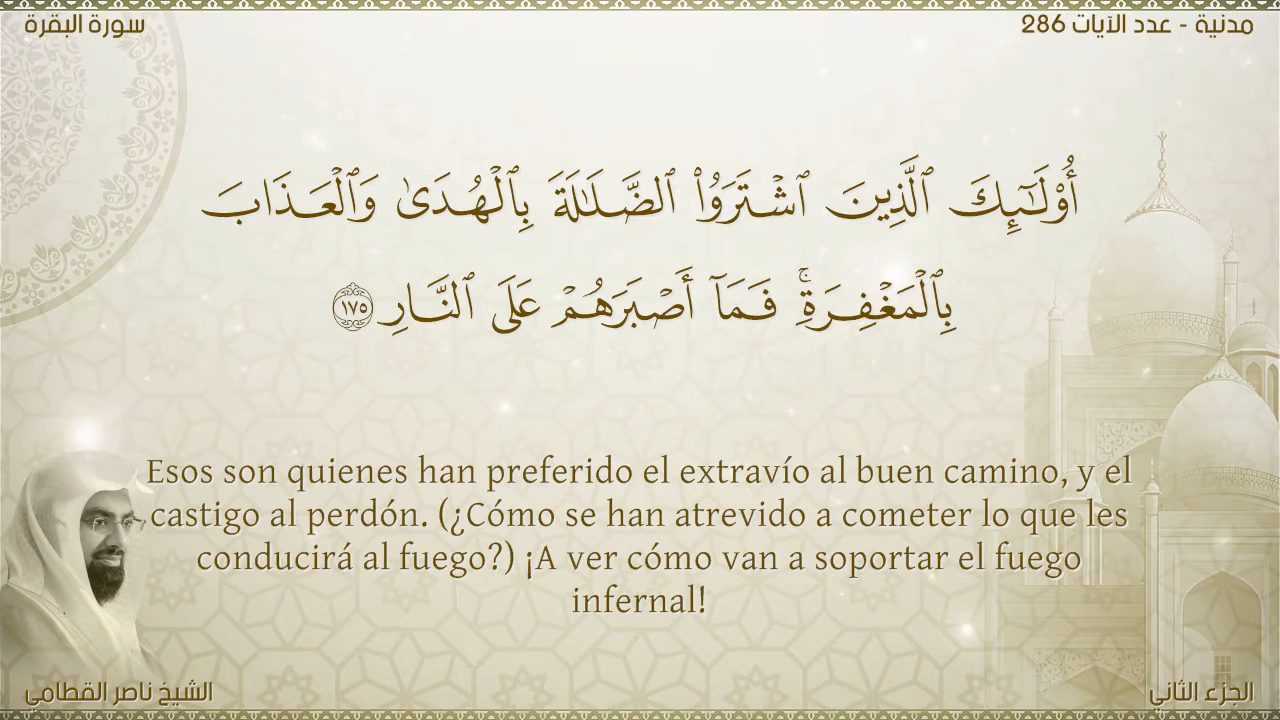 مدنية - عدد الآيات 286
سورة البقرة
أُو۟لَـٰٓئِكَ ٱلَّذِينَ ٱشْتَرَوُا۟ ٱلضَّلَـٰلَةَ بِٱلْهُدَىٰ وَٱلْعَذَابَ
بِٱلْمَغْفِرَةِ ۚ فَمَآ أَصْبَرَهُمْ عَلَى ٱلنَّارِ ١٧٥
Esos son quienes han preferido el extravío al buen camino, y el
castigo al perdón. (¿Cómo se han atrevido a cometer lo que les
conducirá al fuego?) ¡A ver cómo van a soportar el fuego
infernal!
الجزء الثاني
الشيخ ناصر القطامي